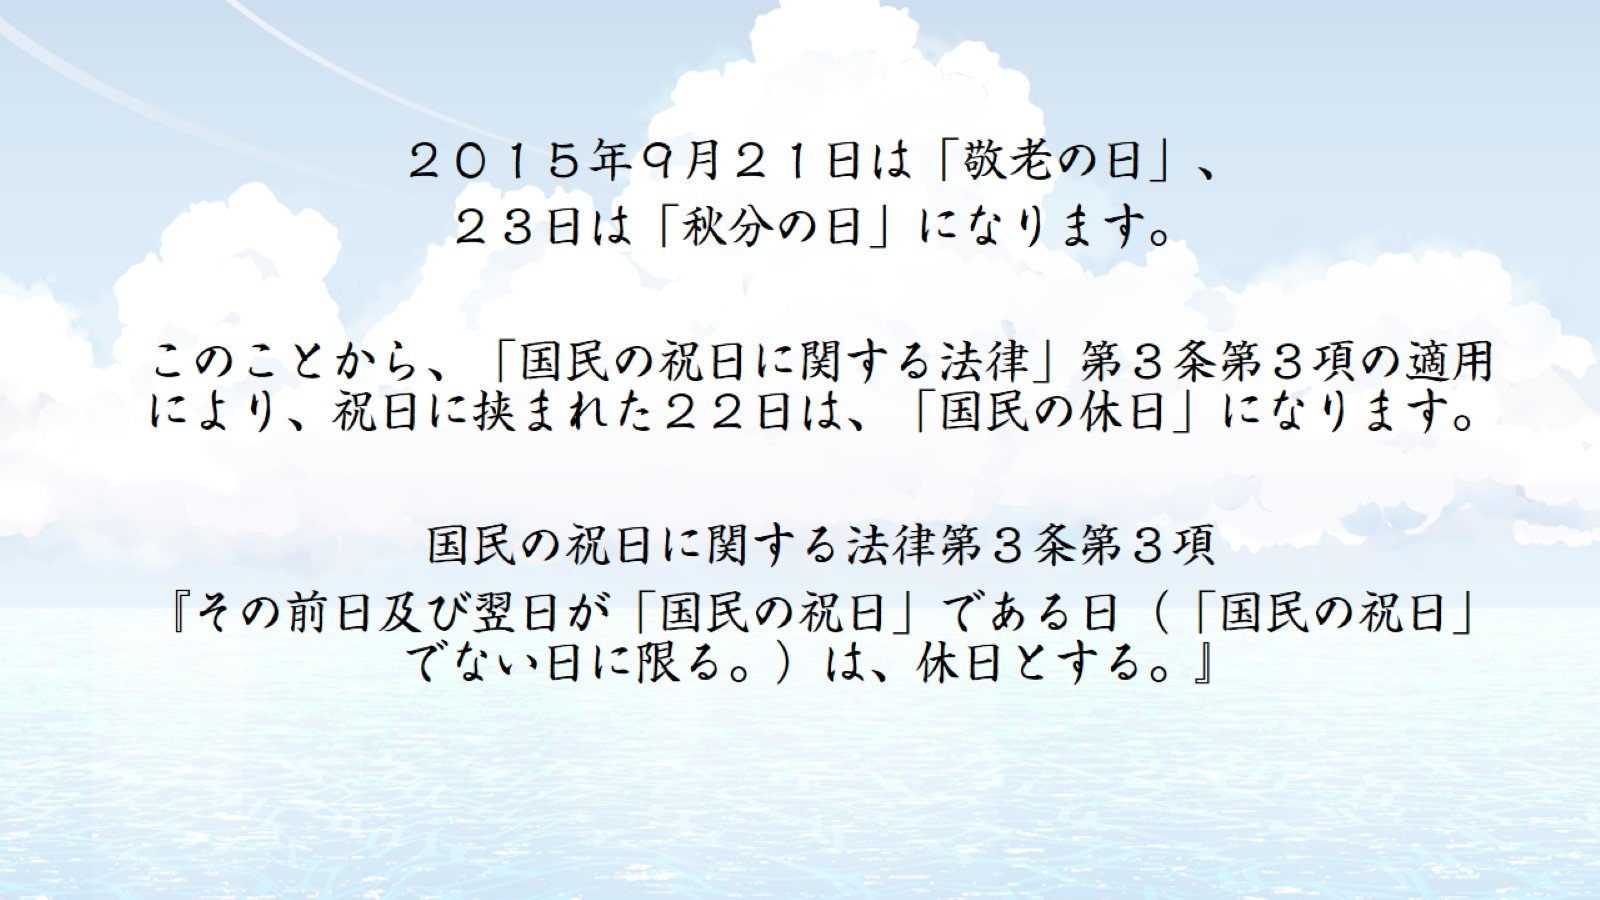 ２０１５年９月２１日は「敬老の日」、
２３日は「秋分の日」になります。
このことから、「国民の祝日に関する法律」第３条第３項の適用
により、祝日に挟まれた２２日は、「国民の休日」になります。
国民の祝日に関する法律第３条第３項
『その前日及び翌日が「国民の祝日」である日（「国民の祝日」
でない日に限る。）は、休日とする。』